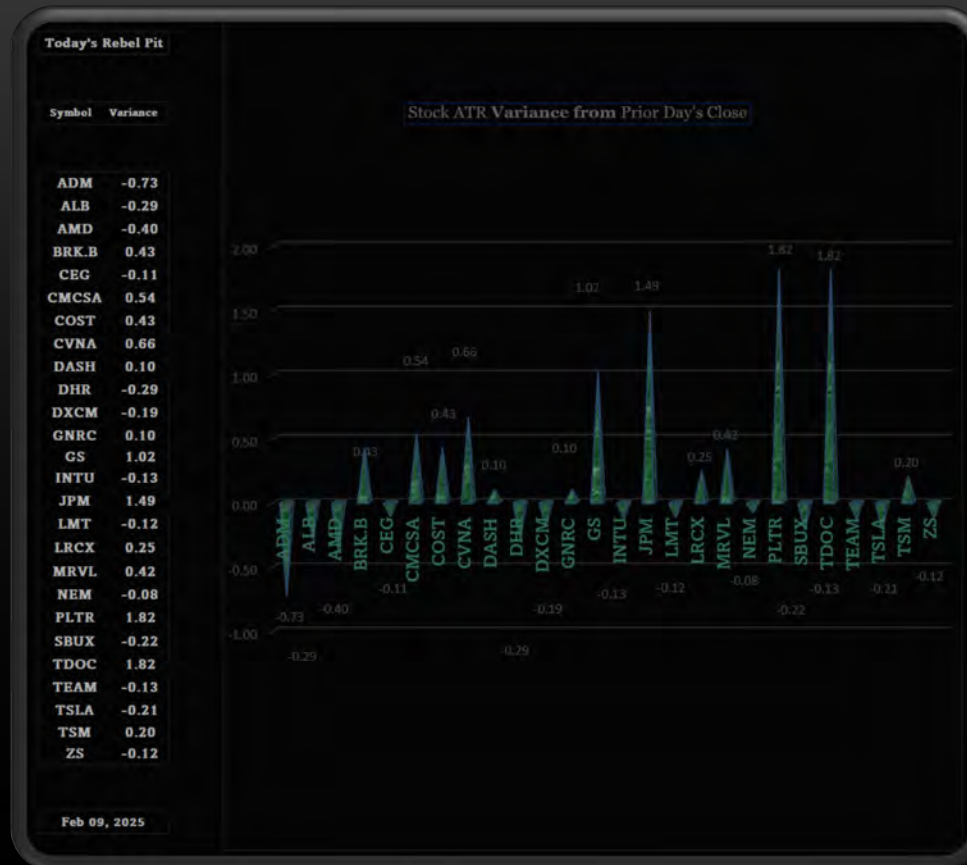 Today's Rebel Pit
Symbol Variance
ADM -0.73
ALB -0.29
AMD -0.40
BRK.B 0.43
CEG -0.11
CMCSA 0.54
COST 0.43
CVNA 0.66
DASH 0.10
DHR -0.29
DXCM -0.19
GNRC 0.10
GS 1.02
INTU -0.13
JPM 1.49
LMT -0.12
LRCX 0.25
MRVL 0.42
NEM -0.08
PLTR 1.82
SBUX -0.22
TDOC 1.82
TEAM -0.13
TSLA -0.21
TSM 0.20
ZS -0.12
Feb 09, 2025
Stock ATR Variance from Prior Day's Close
2.00
1.50
1.00
0.50
0.00
-0.50
-1.00
-0.73
-0.29
-0.40
0.43
-0.11
0.54
0.43
0.66
0.10
-0.29
-0.19
0.10
1.02
-0.13
1.49
-0.12
0.25
0.42
-0.08
1.82
-0.22
1.82
-0.13
-0.21
0.20
-0.12
ADM
ALB
AMD
BRK.B
CEG
CMCSA
COST
CVNA
DASH
DHR
DXCM
GNRC
GS
INTU
JPM
LMT
LRCX
MRVL
NEM
PLTR
SBUX
TDOC
TEAM
TSLA
TSM
ZS